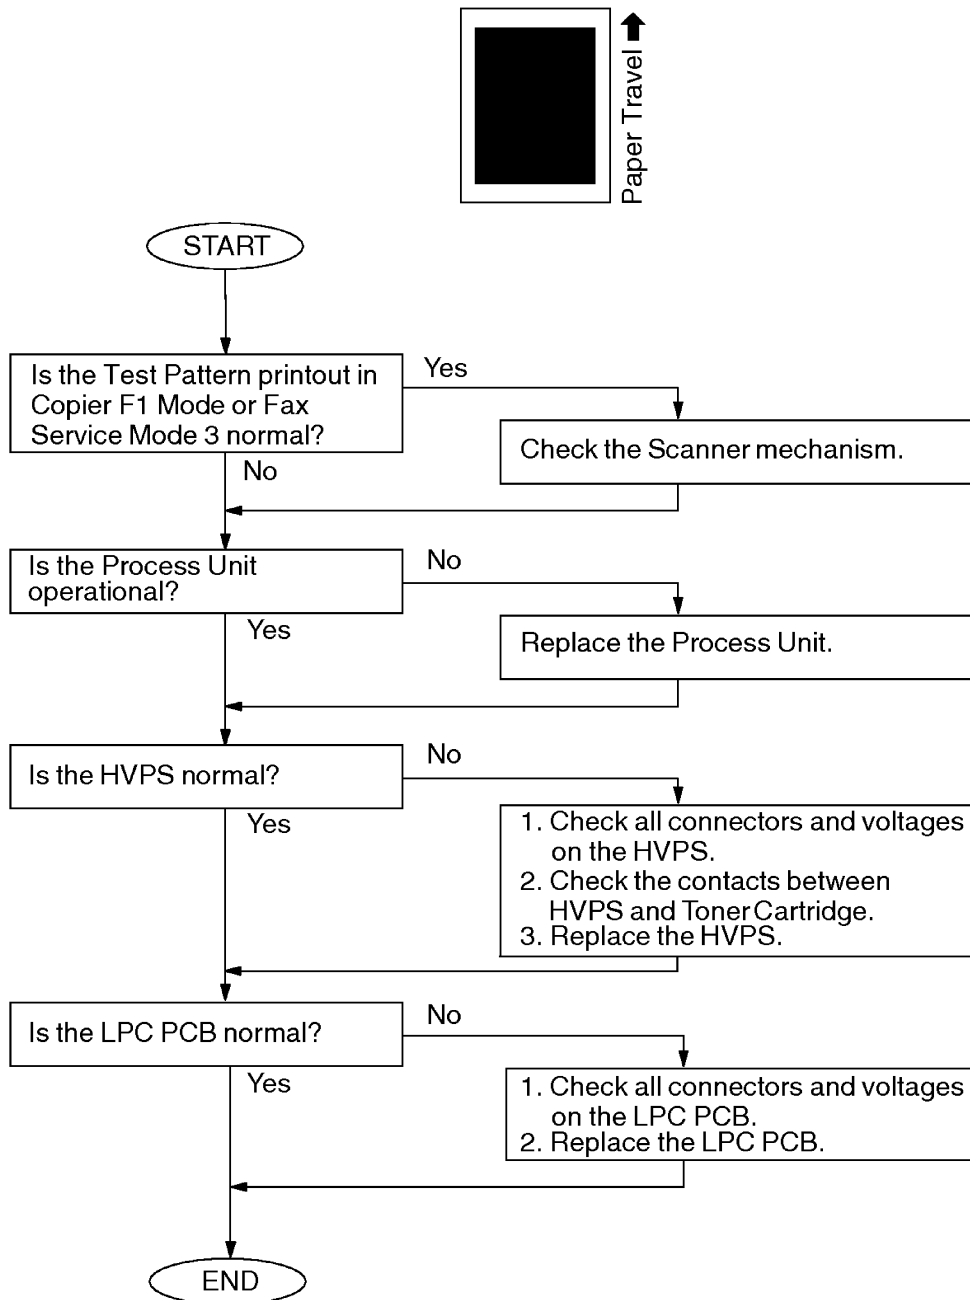 Paper Travel
START
Is the Test Pattern printout in
Copier F1 Mode or Fax
Service Mode 3 normal?
Yes
No
Check the Scanner mechanism.
Is the Process Unit
operational?
No
Yes
Replace the Process Unit.
Is the HVPS normal?
No
Yes
1. Check all connectors and voltages
on the HVPS.
2. Check the contacts between
HVPS and Toner Cartridge.
3. Replace the HVPS.
Is the LPC PCB normal?
No
Yes
1. Check all connectors and voltages
on the LPC PCB.
2. Replace the LPC PCB.
END